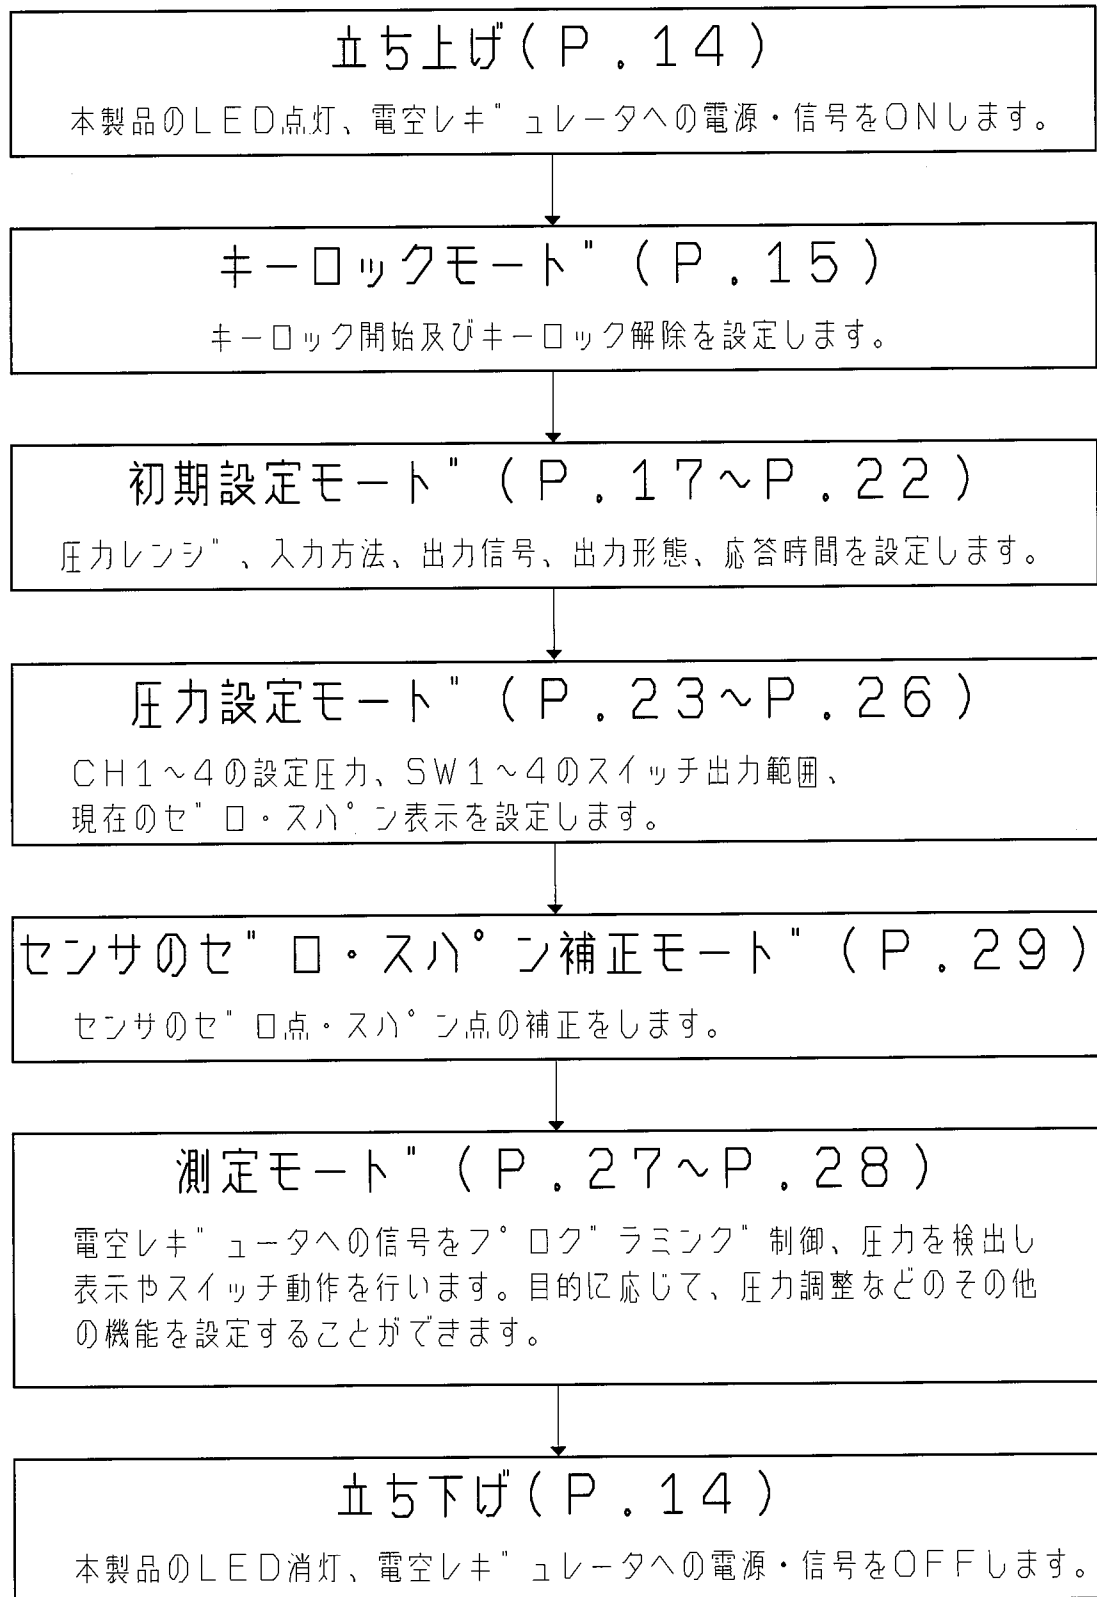 立ち上げ(P.14)
本製品のLED点灯、電空レギュレータへの電源・信号をONします。
キーロックモード(P.15)
キーロック開始及びキーロック解除を設定します。
初期設定モード(P.17~P.22)
圧力レンジ、入力方法、出力信号、出力形態、応答時間を設定します。
圧力設定モード(P.23~P.26)
CH1~4の設定圧力、SW1~4のスイッチ出力範囲、
現在のゼロ・スパン表示を設定します。
センサのゼロ・スパン補正モード(P.29)
センサのゼロ点・スパン点の補正をします。
測定モード(P.27~P.28)
電空レギュータへの信号をプログラミング制御、圧力を検出し
表示やスイッチ動作を行います。目的に応じて、圧力調整などのその他
の機能を設定することができます。
立ち下げ(P.14)
本製品のLED消灯、電空レギュレータへの電源・信号をOFFします。